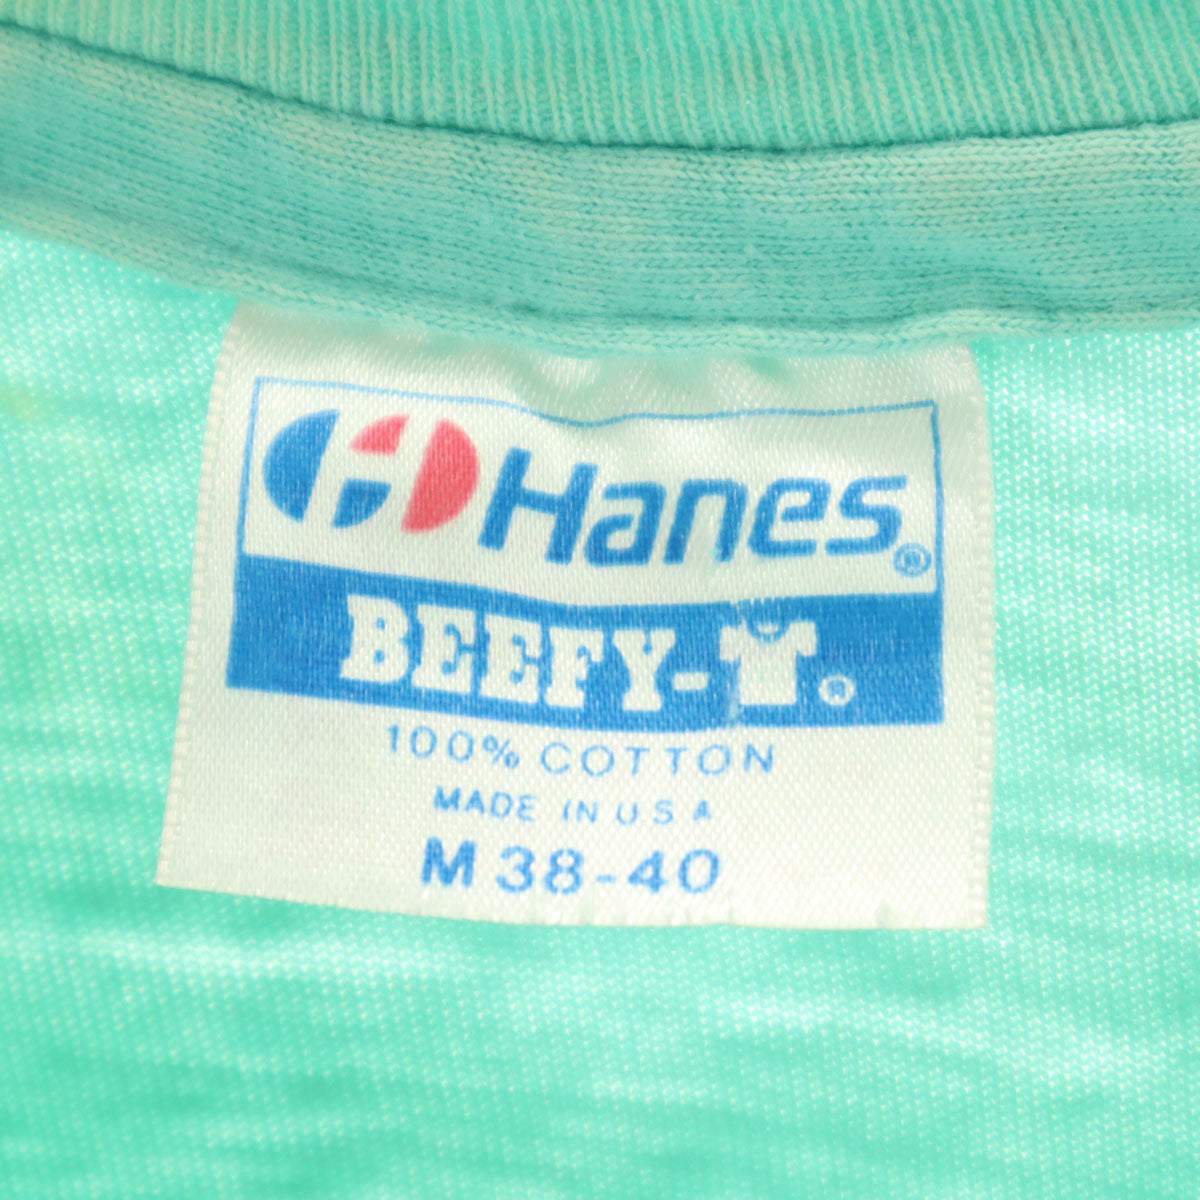 H Hanes®
BEEFY-T®
100% COTTON
MADE IN U S A
M 38-40